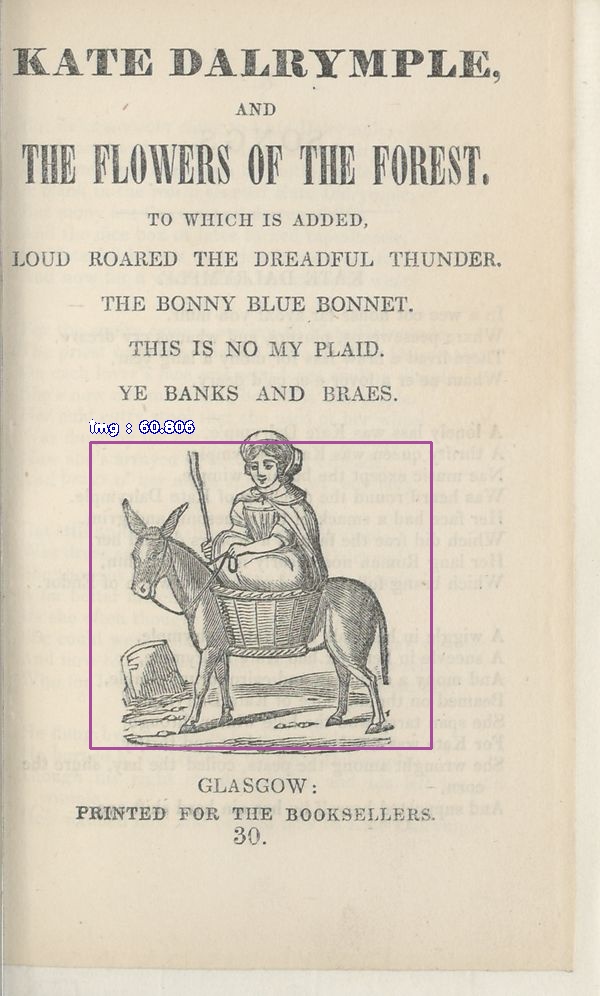 KATE DALRYMPLE,
AND
THE FLOWERS OF THE FOREST.
TO WHICH IS ADDED,
LOUD ROARED THE DREADFUL THUNDER.
THE BONNY BLUE BONNET.
THIS IS NO MY PLAID.
YE BANKS AND BRAES.
img : 60.806
GLASGOW:
PRINTED FOR THE BOOKSELLERS.
30.